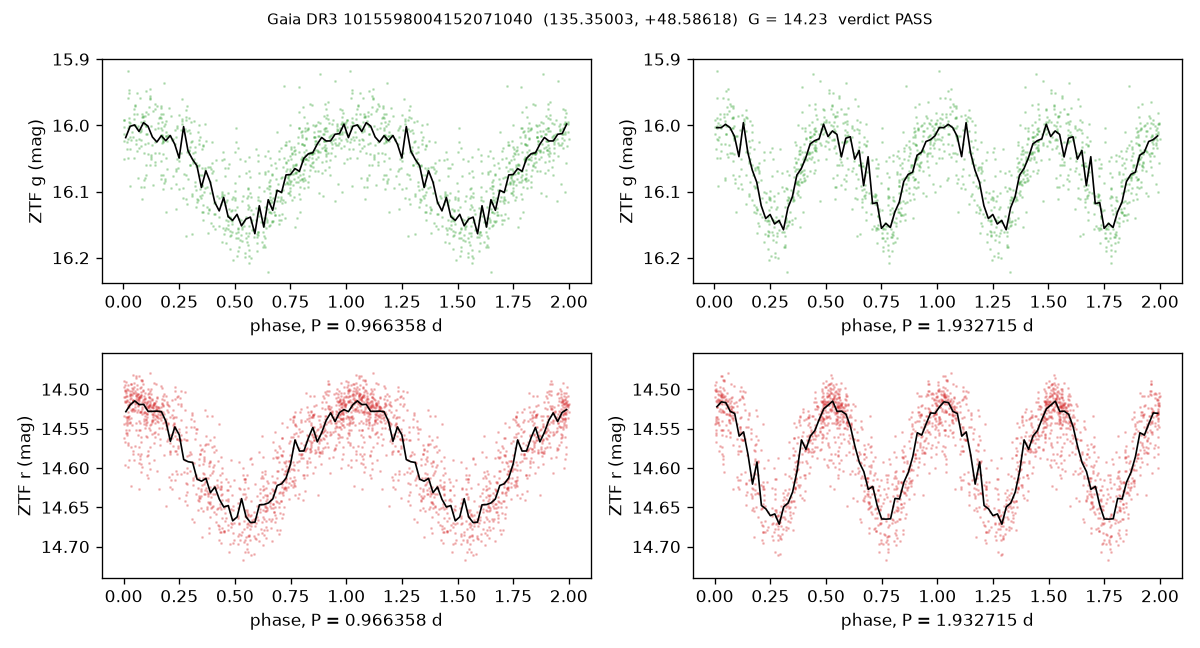 Gaia DR3 1015598004152071040 (135.35003, +48.58618) G = 14.23 verdict PASS
15.9
16.0
16.1
16.2
ZTF g (mag)
0.00 0.25 0.50 0.75 1.00 1.25 1.50 1.75 2.00
phase, P = 0.966358 d
15.9
16.0
16.1
16.2
ZTF g (mag)
0.00 0.25 0.50 0.75 1.00 1.25 1.50 1.75 2.00
phase, P = 1.932715 d
14.50
14.55
14.60
14.65
14.70
ZTF r (mag)
0.00 0.25 0.50 0.75 1.00 1.25 1.50 1.75 2.00
phase, P = 0.966358 d
14.50
14.55
14.60
14.65
14.70
ZTF r (mag)
0.00 0.25 0.50 0.75 1.00 1.25 1.50 1.75 2.00
phase, P = 1.932715 d